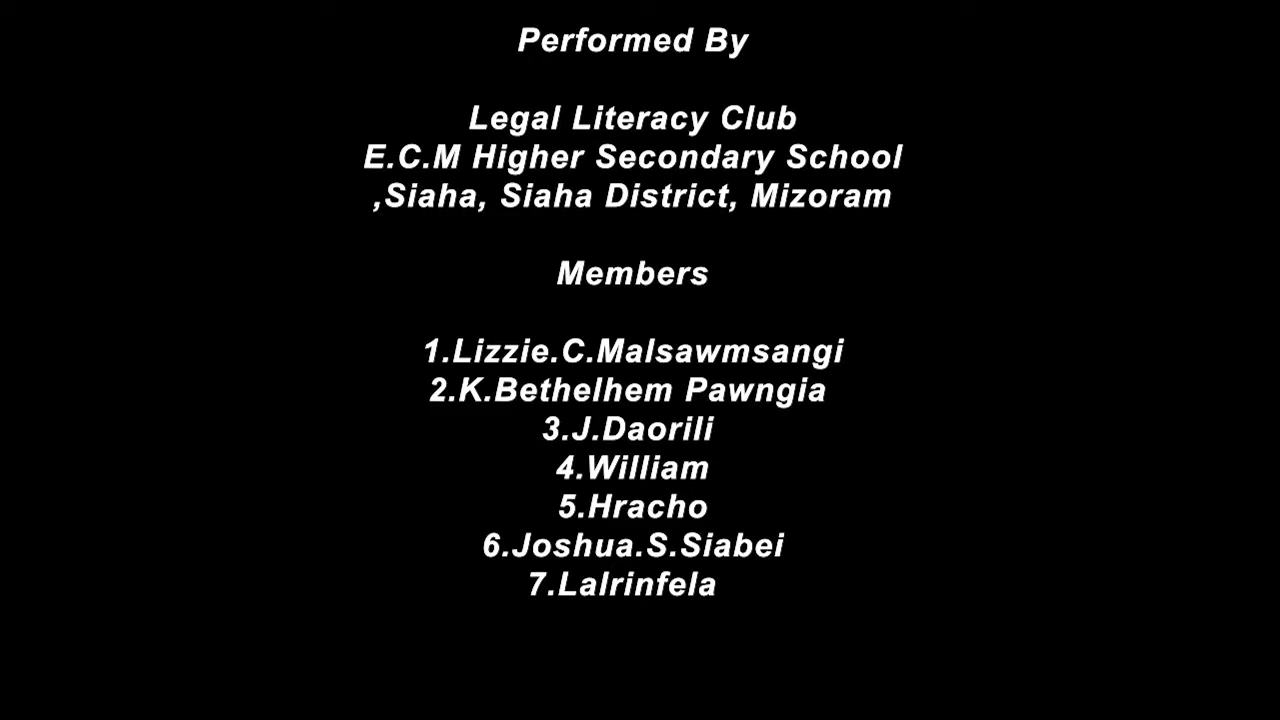 Performed By
Legal Literacy Club
E.C.M Higher Secondary School
,Siaha, Siaha District, Mizoram
Members
1.Lizzie.C.Malsawmsangi
2.K.Bethelhem Pawngia
3.J.Daorili
4.William
5.Hracho
6.Joshua.S.Siabei
7.Lalrinfela